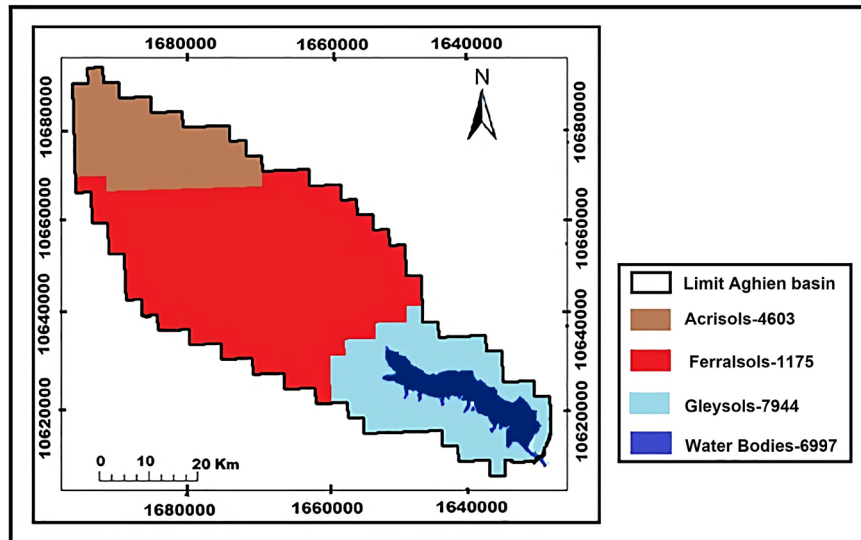 1680000 1660000 1640000
N
10680000 10680000
10660000 10660000
10640000 10640000
10620000 10620000
0 10 20 Km
1680000 1660000 1640000
Limit Aghien basin
Acrisols-4603
Ferralsols-1175
Gleysols-7944
Water Bodies-6997